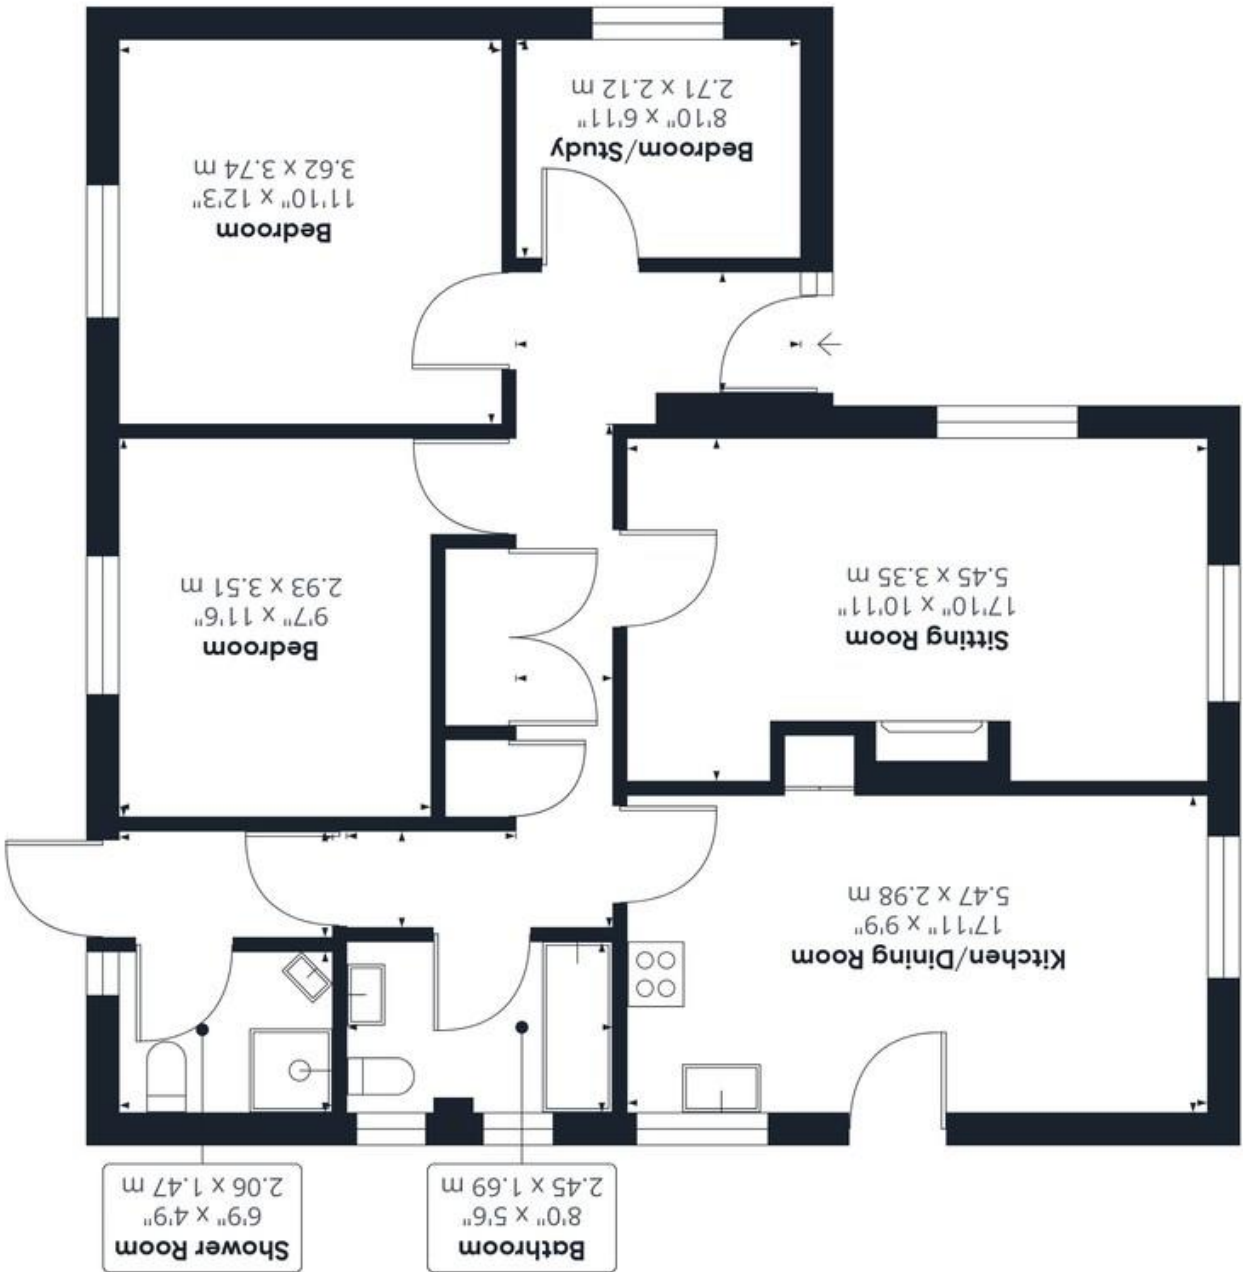 Bathroom
8'0" x 5'6"
2.45 x 1.69 m
Shower Room
6'9" x 4'9"
2.06 x 1.47 m
Kitchen/Dining Room
17'11" x 9'9"
5.47 x 2.98 m
Sitting Room
17'10" x 10'11"
5.45 x 3.35 m
Bedroom
9'7" x 11'6"
2.93 x 3.51 m
Bedroom
11'10" x 12'3"
3.62 x 3.74 m
Bedroom/Study
8'10" x 6'11"
2.71 x 2.12 m